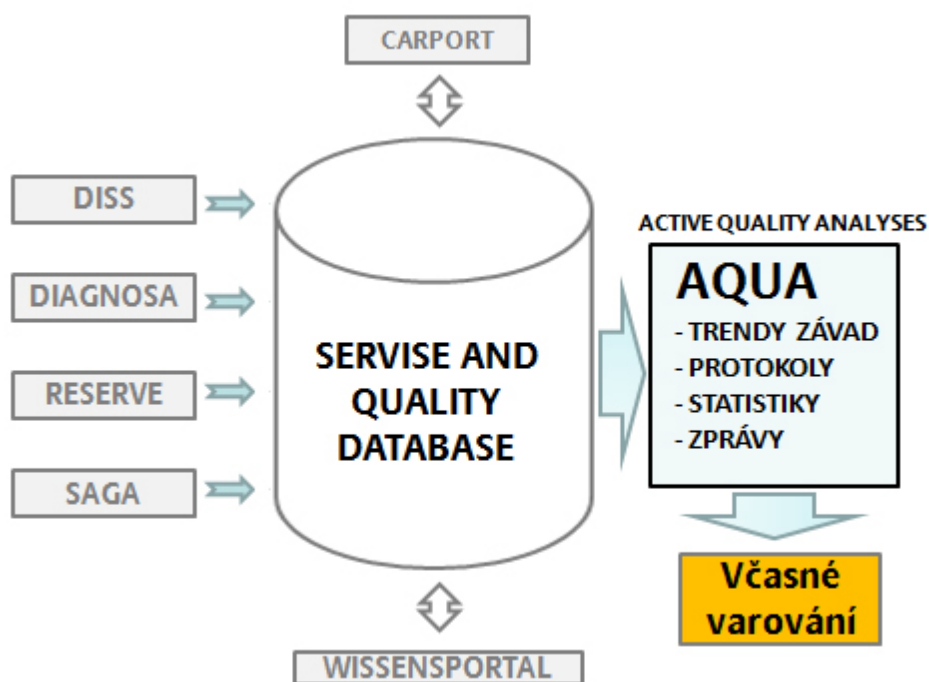 CARPORT
DISS
DIAGNOSA
RESERVE
SAGA
SERVISE AND
QUALITY
DATABASE
ACTIVE QUALITY ANALYSES
AQUA
- TRENDY ZÁVAD
- PROTOKOLY
- STATISTIKY
- ZPRÁVY
Včasné
varování
WISSENSPORTAL